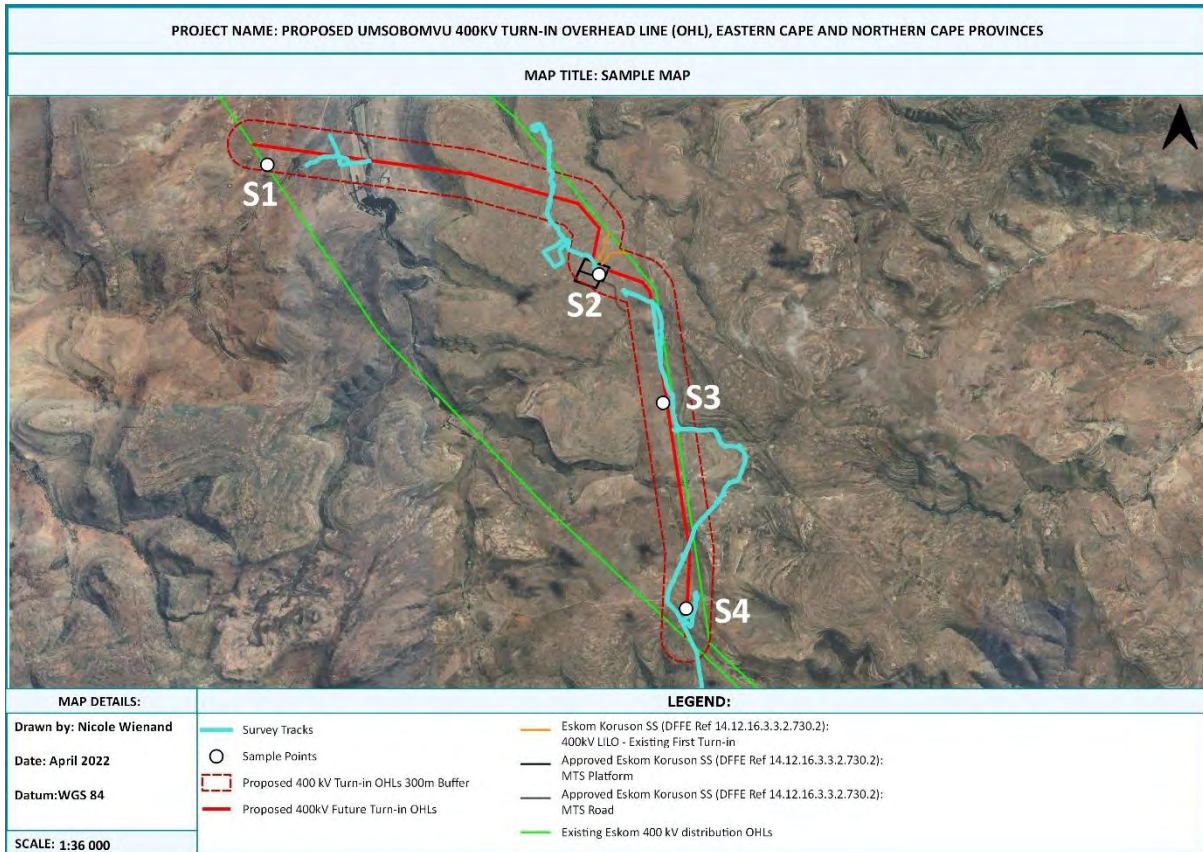 PROJECT NAME: PROPOSED UMSOBOMVU 400KV TURN-IN OVERHEAD LINE (OHL), EASTERN CAPE AND NORTHERN CAPE PROVINCES
MAP TITLE: SAMPLE MAP
S1
S2
S3
S4
MAP DETAILS:
Drawn by: Nicole Wienand
Date: April 2022
Datum:WGS 84
SCALE: 1:36 000
LEGEND:
Survey Tracks
Sample Points
Proposed 400 kV Turn-in OHLs 300m Buffer
Proposed 400kV Future Turn-in OHLs
Eskom Koruson SS (DFFE Ref 14.12.16.3.3.2.730.2):
400kV LILO - Existing First Turn-in
Approved Eskom Koruson SS (DFFE Ref 14.12.16.3.3.2.730.2):
MTS Platform
Approved Eskom Koruson SS (DFFE Ref 14.12.16.3.3.2.730.2):
MTS Road
Existing Eskom 400 kV distribution OHLs